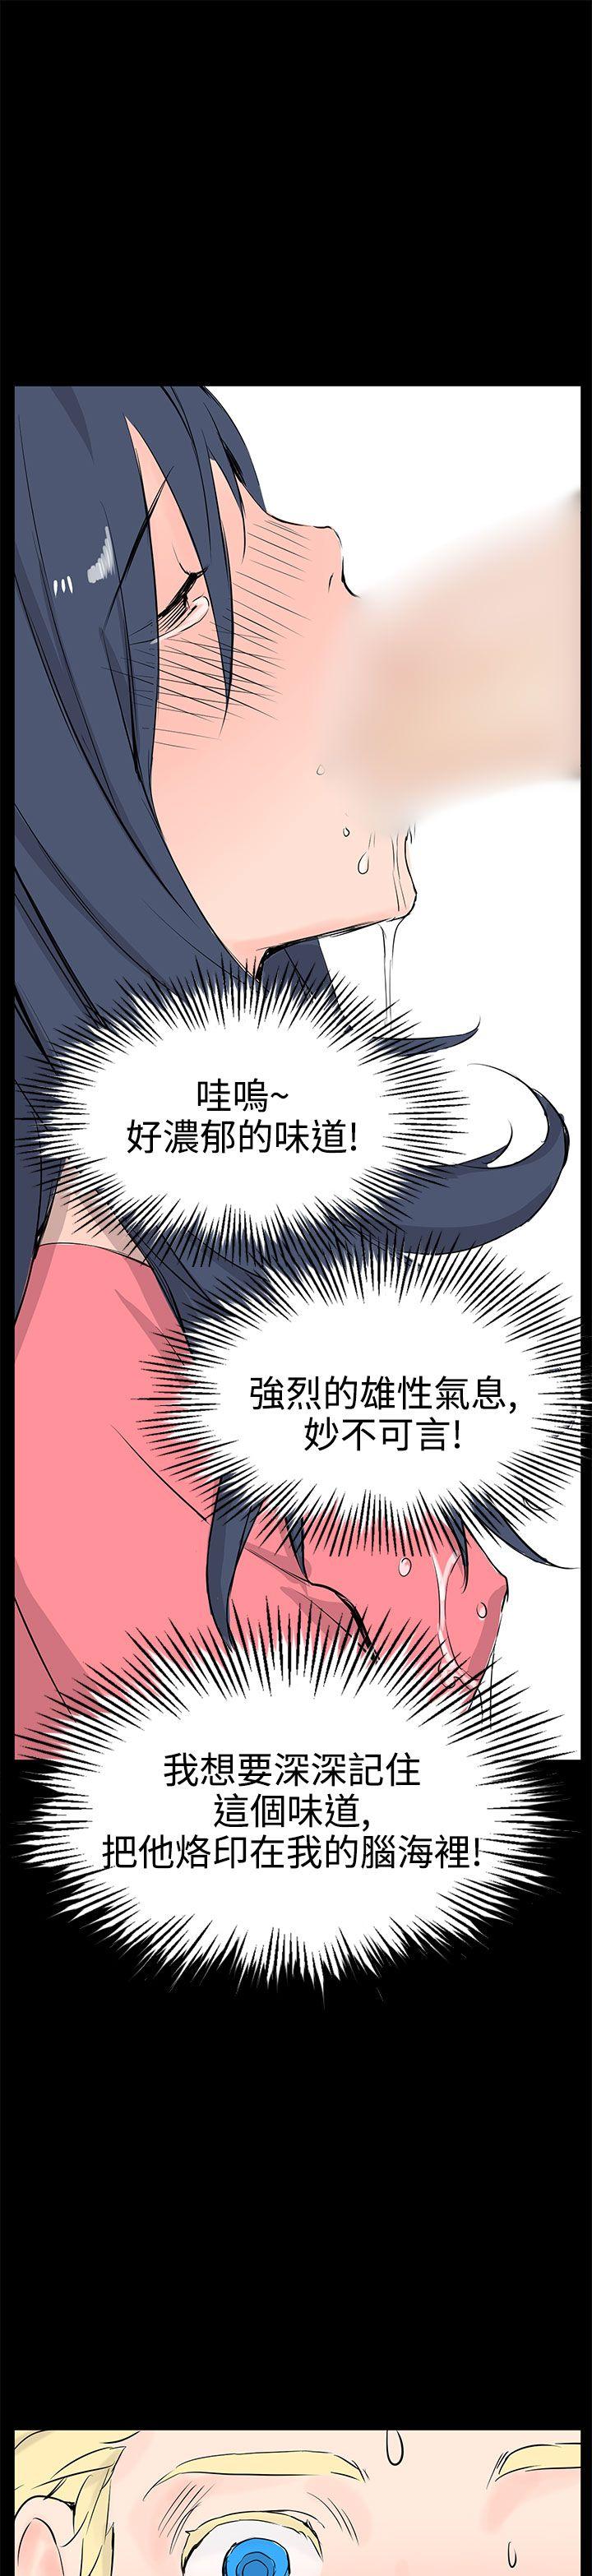 哇嗚~
好濃郁的味道!
強烈的雄性氣息,
妙不可言!
我想要深深記住
這個味道,
把他烙印在我的腦海裡!